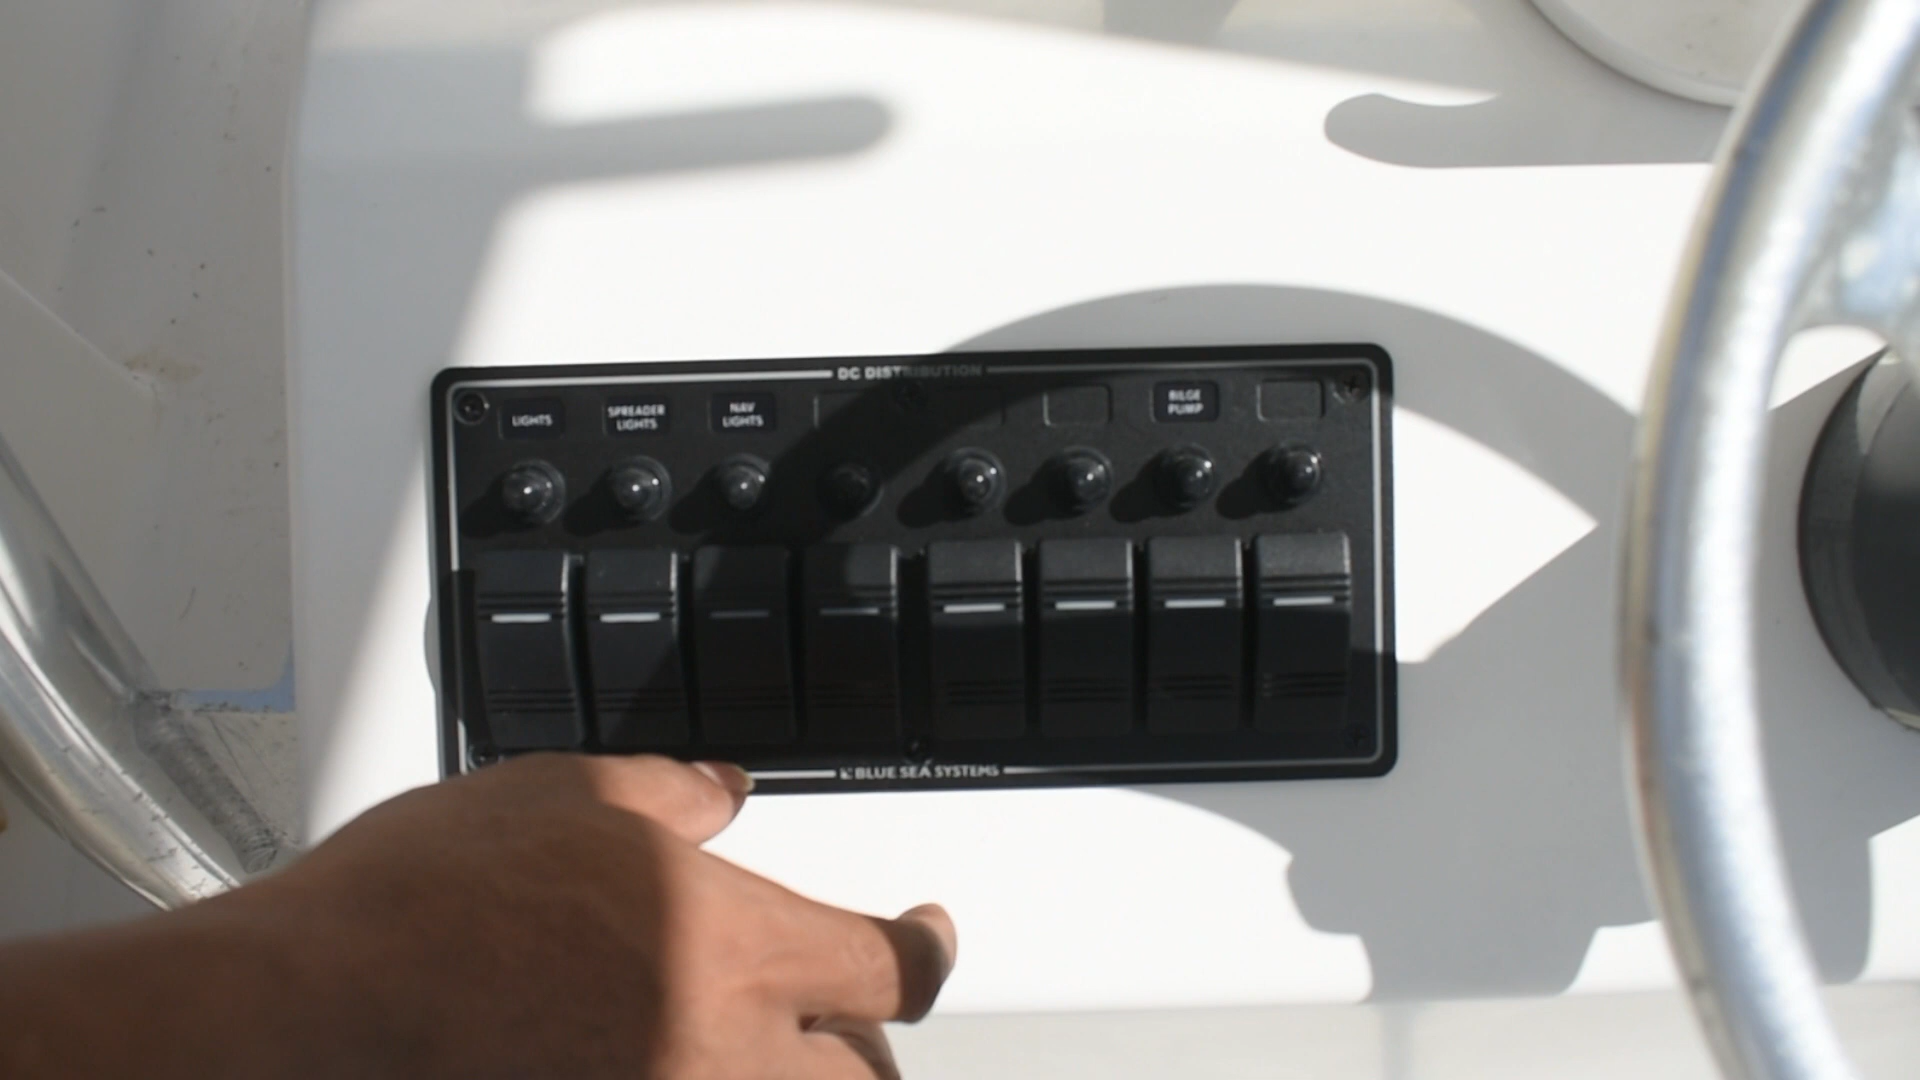 DC DISTRIBUTION
LIGHTS
SPREADER
LIGHTS
NAV
LIGHTS
BILGE
PUMP
BLUE SEA SYSTEMS